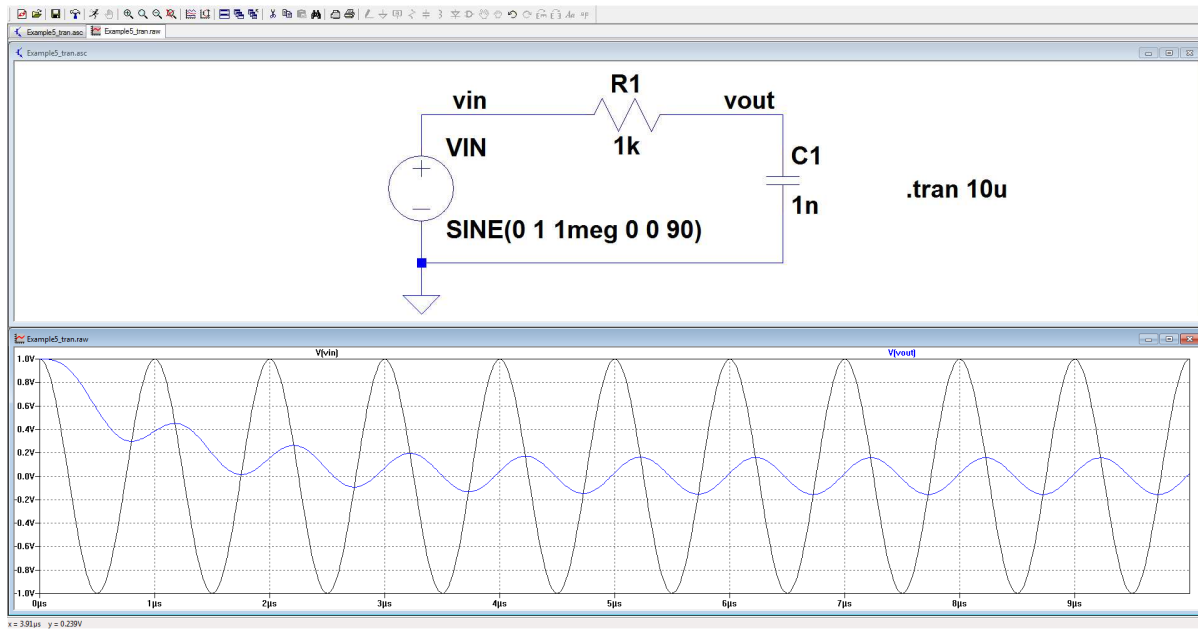 Example5_tran.asc Example5_tran.raw
Example5_tran.asc
R1
vin vout
VIN 1k C1
.tran 10u
1n
SINE(0 1 1meg 0 0 90)
Example5_tran.raw
V(vin) V(vout)
1.0V
0.8V
0.6V
0.4V
0.2V
0.0V
-0.2V
-0.4V
-0.6V
-0.8V
-1.0V
0µs 1µs 2µs 3µs 4µs 5µs 6µs 7µs 8µs 9µs
x = 3.91µs y = 0.239V